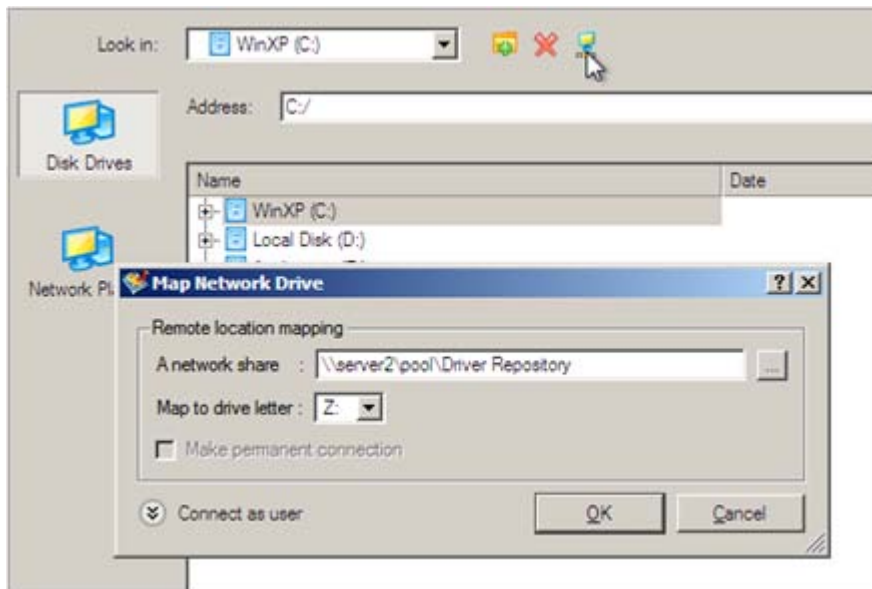 Look in: WinXP (C:)
Address: C:/
Disk Drives
Name Date
WinXP (C:)
Local Disk (D:)
Network
Map Network Drive
Remote location mapping
A network share : \\server2\pool\Driver Repository ...
Map to drive letter : Z:
Make permanent connection
Connect as user OK Cancel